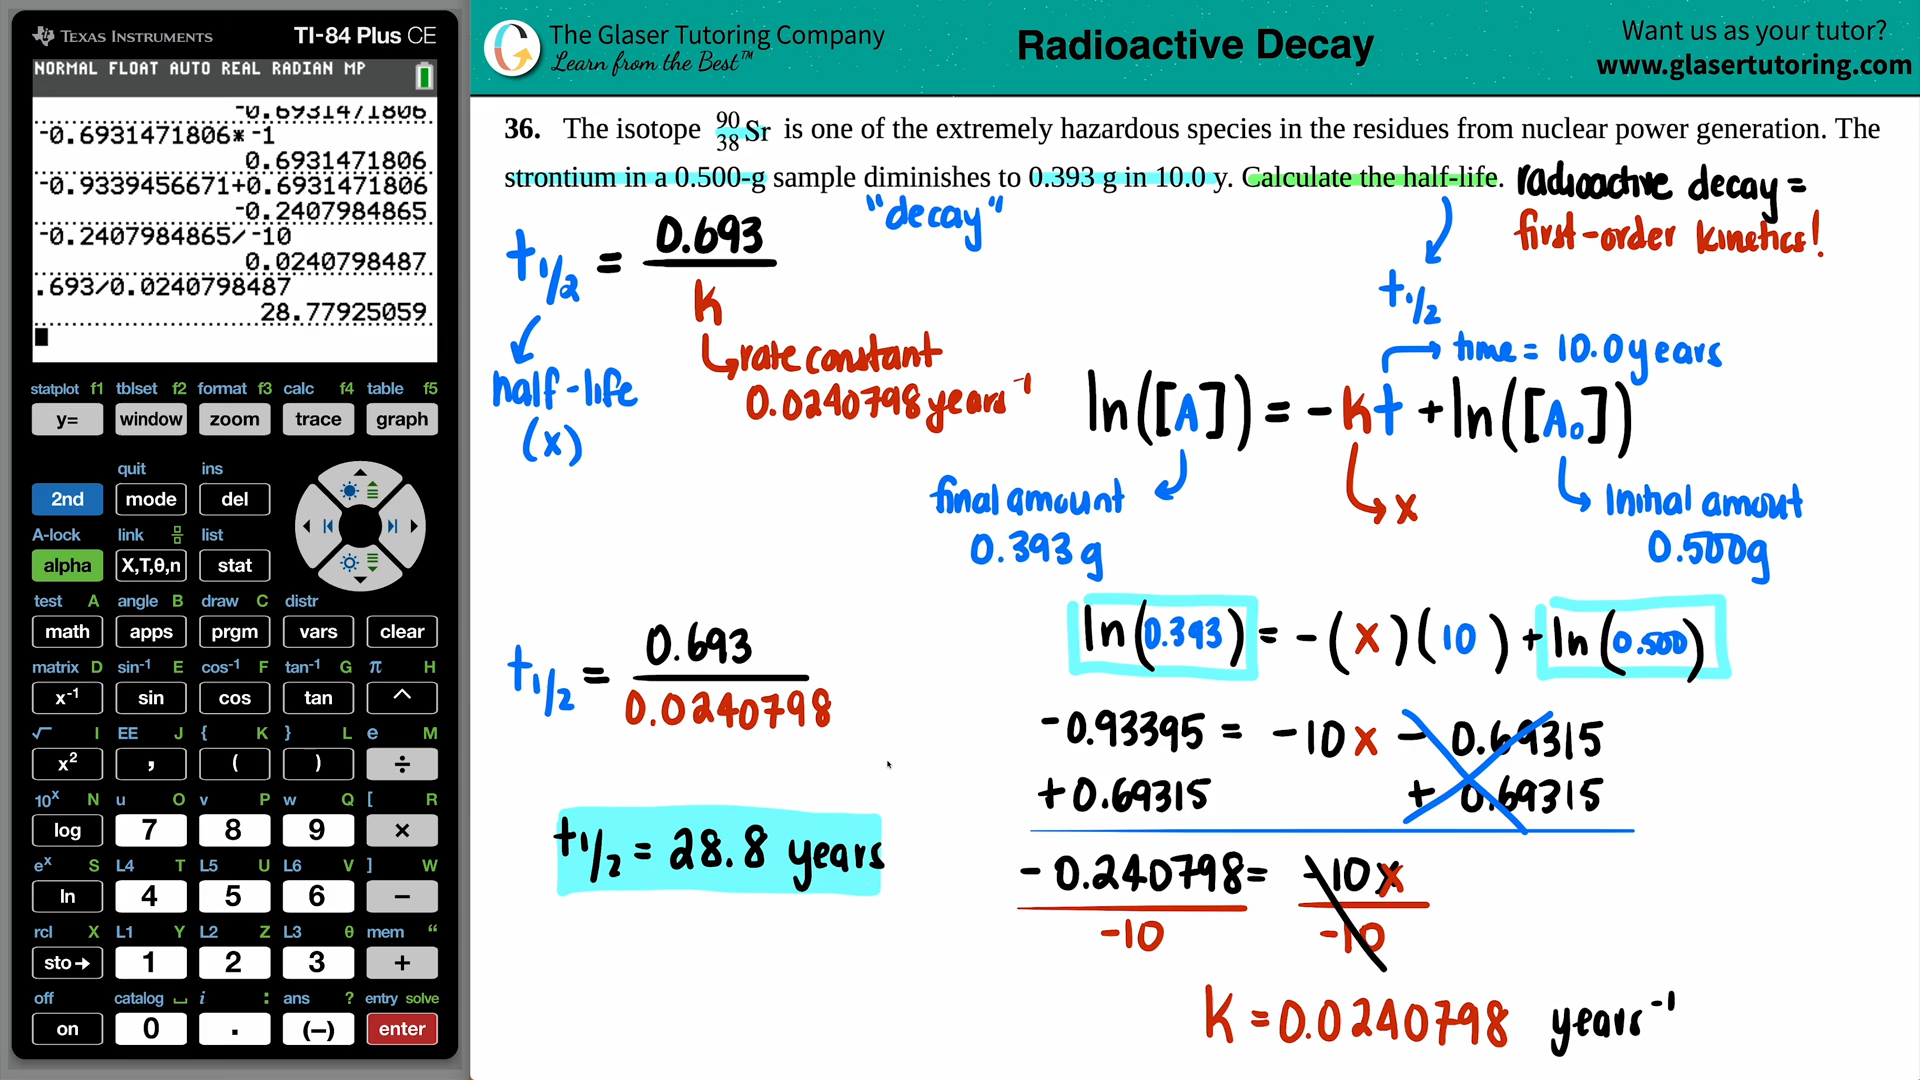 TEXAS INSTRUMENTS TI-84 Plus CE
NORMAL FLOAT AUTO REAL RADIAN MP
-0.6931471806
-0.6931471806*-1
0.6931471806
-0.9339456671+0.6931471806
-0.2407984865
-0.2407984865/-10
0.0240798487
.693/0.0240798487
28.77925059
statplot f1 tblset f2 format f3 calc f4 table f5
y= window zoom trace graph
quit ins
2nd mode del
A-lock link list
alpha X,T,θ,n stat
test A angle B draw C distr
math apps prgm vars clear
matrix D sin⁻¹ E cos⁻¹ F tan⁻¹ G π H
x⁻¹ sin cos tan ^
√ I EE J { K } L e M
x² , ( ) ÷
10ˣ N u O v P w Q [ R
log 7 8 9 ×
eˣ S L4 T L5 U L6 V ] W
ln 4 5 6 −
rcl X L1 Y L2 Z L3 θ mem "
sto→ 1 2 3 +
off catalog ⎵ i : ans ? entry solve
on 0 . (−) enter
The Glaser Tutoring Company
Learn from the Best™
Radioactive Decay
Want us as your tutor?
www.glasertutoring.com
36. The isotope ⁹⁰₃₈Sr is one of the extremely hazardous species in the residues from nuclear power generation. The
strontium in a 0.500-g sample diminishes to 0.393 g in 10.0 y. Calculate the half-life.
radioactive decay =
first-order kinetics!
"decay"
t1/2 = 0.693 / k
half-life
(x)
rate constant
0.0240798 years⁻¹
t1/2
time = 10.0 years
ln([A]) = -kt + ln([A₀])
final amount
0.393 g
x
Initial amount
0.500g
ln(0.393) = -(x)(10) + ln(0.500)
-0.93395 = -10x - 0.69315
+0.69315 + 0.69315
-0.240798 = -10x
-10 -10
k = 0.0240798 years⁻¹
t1/2 = 0.693 / 0.0240798
t1/2 = 28.8 years